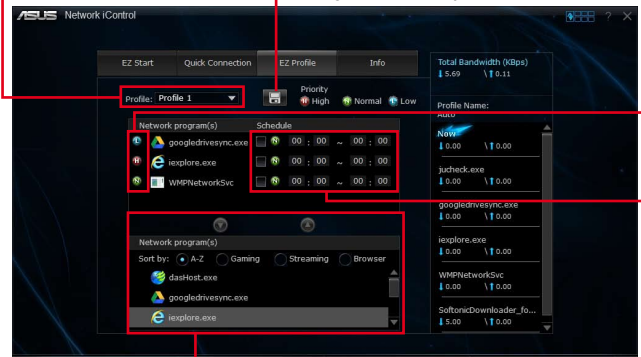 ASUS Network iControl ? X
EZ Start Quick Connection EZ Profile Info
Profile: Profile 1
Priority
H High N Normal L Low
Network program(s) Schedule
L googledrivesync.exe N 00 : 00 ~ 00 : 00
H iexplore.exe N 00 : 00 ~ 00 : 00
N WMPNetworkSvc N 00 : 00 ~ 00 : 00
Network program(s)
Sort by: A-Z Gaming Streaming Browser
dasHost.exe
googledrivesync.exe
iexplore.exe
Total Bandwidth (KBps)
5.69 \ 0.11
Profile Name:
Auto
Now
0.00 \ 0.00
jucheck.exe
0.00 \ 0.00
googledrivesync.exe
0.00 \ 0.00
iexplore.exe
0.00 \ 0.00
WMPNetworkSvc
0.00 \ 0.00
SoftonicDownloader_fo...
5.00 \ 0.00